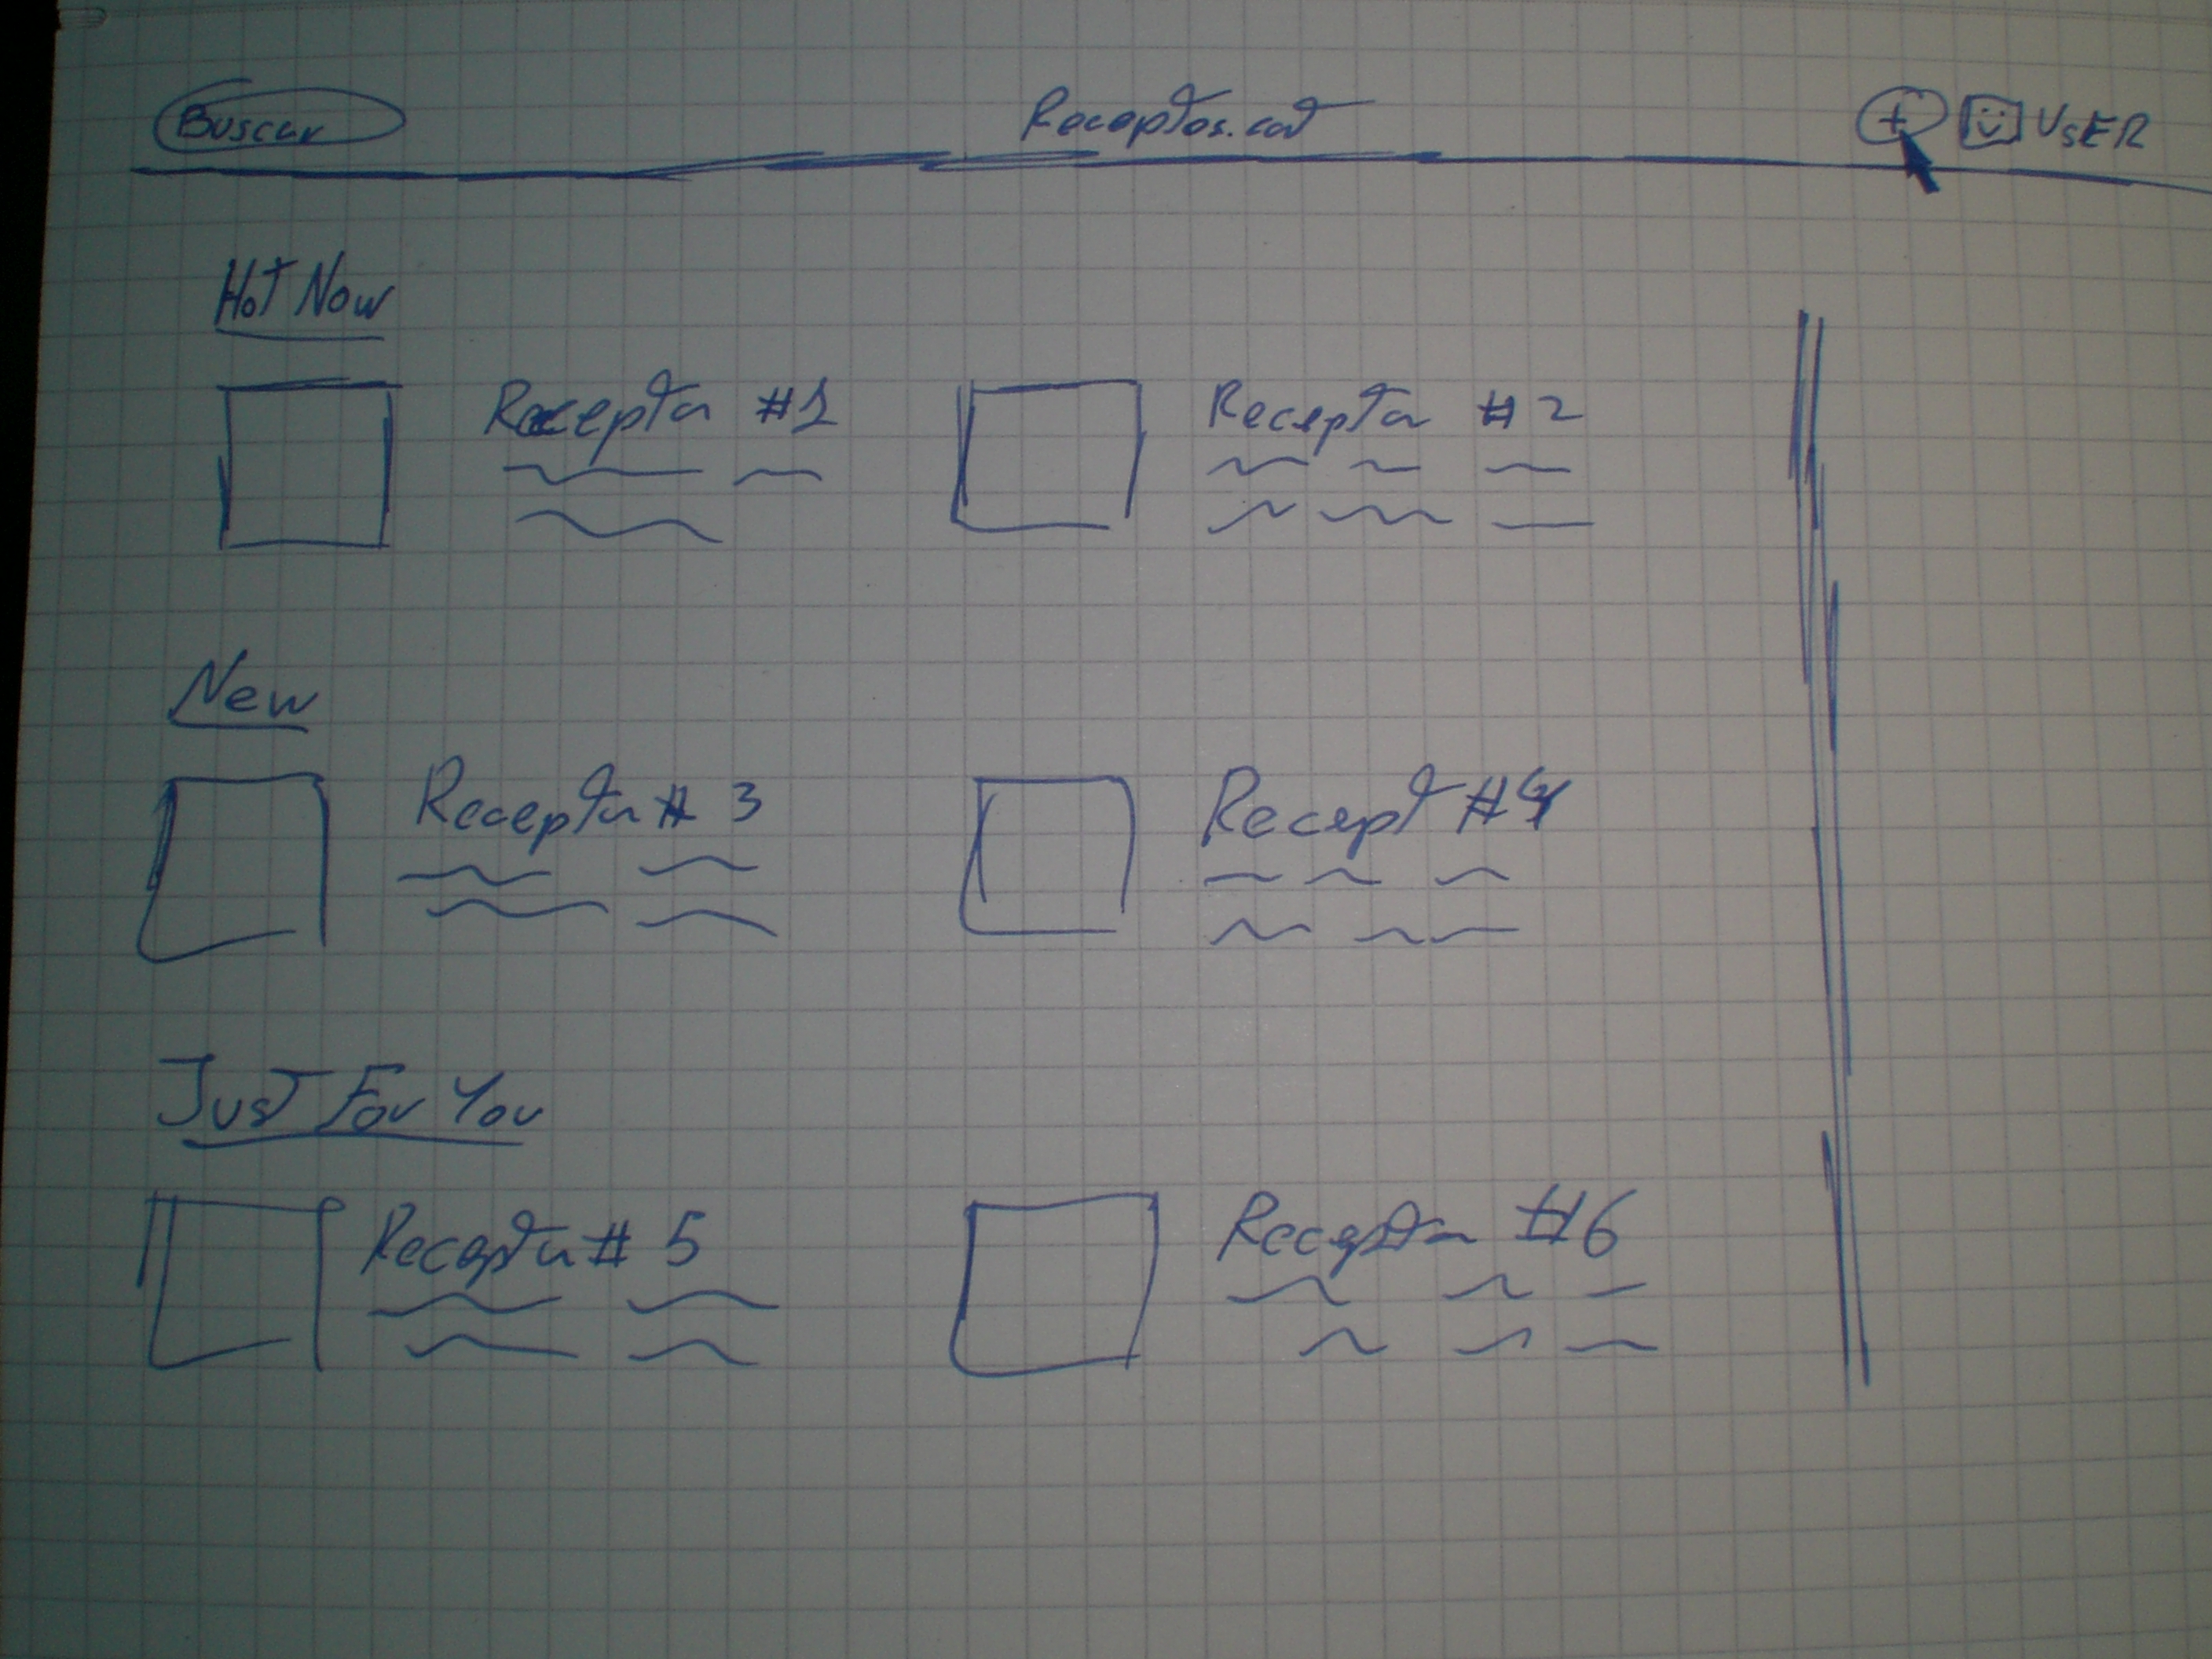 Buscar Receptes.cat + USER
Hot Now
Recepta #1 Recepta #2
New
Recepta # 3 Recept #4
Just For You
Recepta # 5 Recepta #6